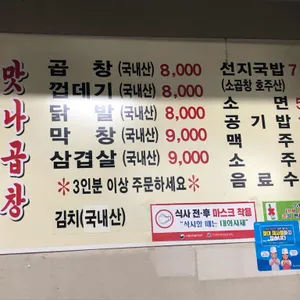 맛나곱창
곱 창 (국내산) 8,000
껍데기 (국내산) 8,000
닭 발 (국내산) 8,000
막 창 (국내산) 9,000
삼겹살 (국내산) 9,000
*3인분 이상 주문하세요*
김치(국내산)
선지국밥 7
(소곱창 호주산)
소
공 기 밥
맥 주
소 주
음 료 수
식사 전·후 마스크 착용
"식사할 때는 대화자제"